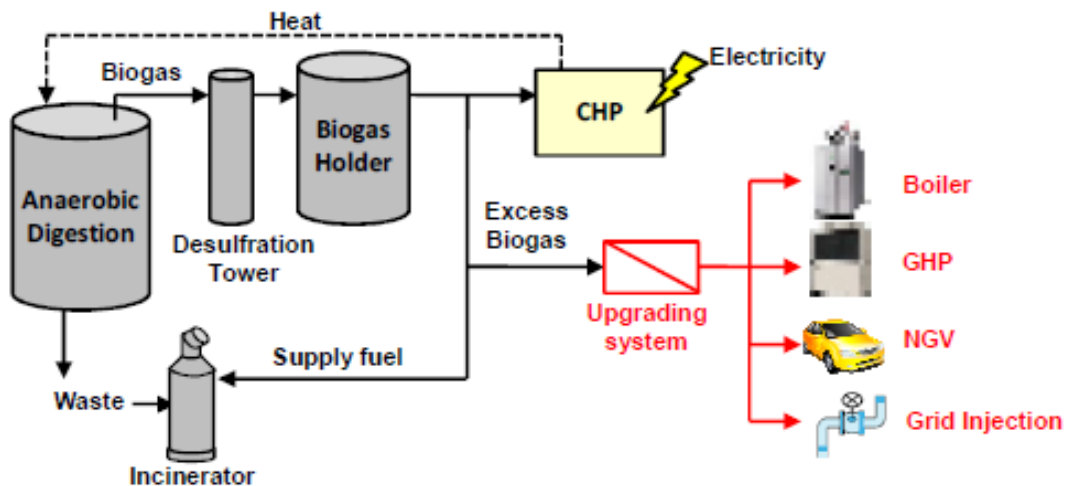 Heat
Biogas
Electricity
CHP
Biogas
Holder
Anaerobic
Digestion
Desulfration
Tower
Excess
Biogas
Boiler
GHP
Upgrading
system
NGV
Supply fuel
Waste
Grid Injection
Incinerator